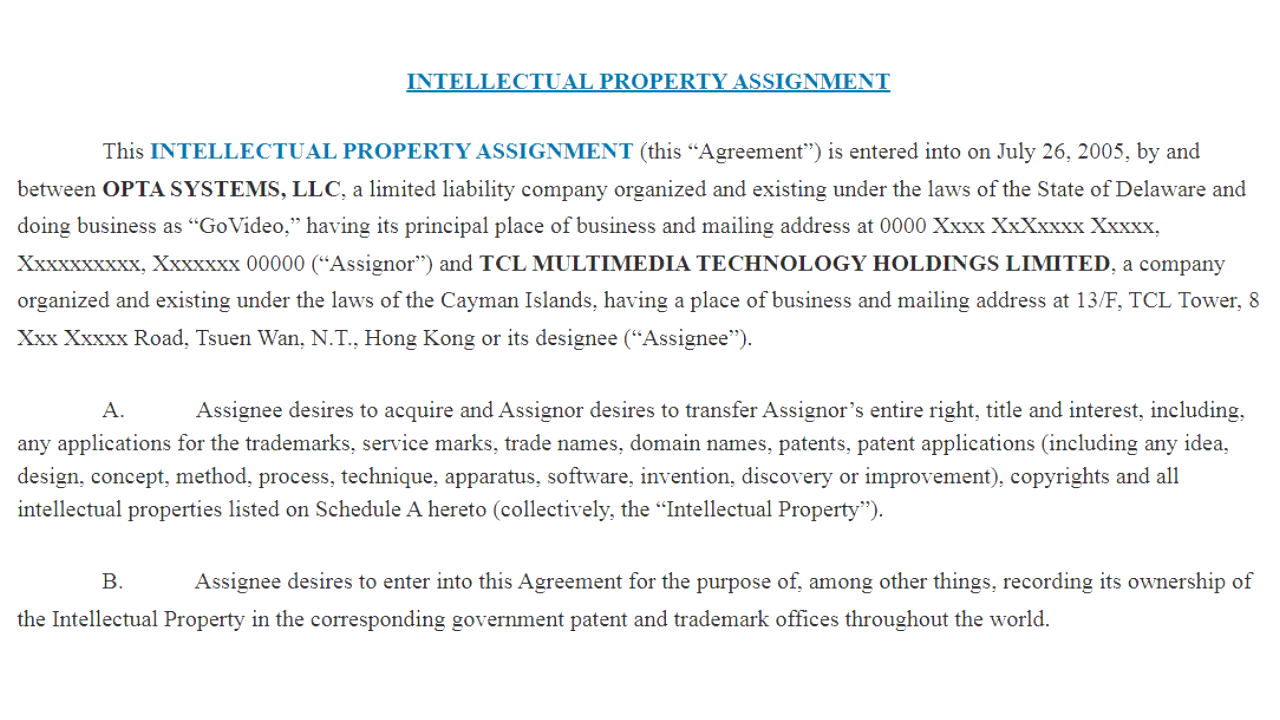 INTELLECTUAL PROPERTY ASSIGNMENT
This INTELLECTUAL PROPERTY ASSIGNMENT (this “Agreement”) is entered into on July 26, 2005, by and
between OPTA SYSTEMS, LLC, a limited liability company organized and existing under the laws of the State of Delaware and
doing business as “GoVideo,” having its principal place of business and mailing address at 0000 Xxxx XxXxxxx Xxxxx,
Xxxxxxxxxx, Xxxxxxx 00000 (“Assignor”) and TCL MULTIMEDIA TECHNOLOGY HOLDINGS LIMITED, a company
organized and existing under the laws of the Cayman Islands, having a place of business and mailing address at 13/F, TCL Tower, 8
Xxx Xxxxx Road, Tsuen Wan, N.T., Hong Kong or its designee (“Assignee”).
A. Assignee desires to acquire and Assignor desires to transfer Assignor’s entire right, title and interest, including,
any applications for the trademarks, service marks, trade names, domain names, patents, patent applications (including any idea,
design, concept, method, process, technique, apparatus, software, invention, discovery or improvement), copyrights and all
intellectual properties listed on Schedule A hereto (collectively, the “Intellectual Property”).
B. Assignee desires to enter into this Agreement for the purpose of, among other things, recording its ownership of
the Intellectual Property in the corresponding government patent and trademark offices throughout the world.